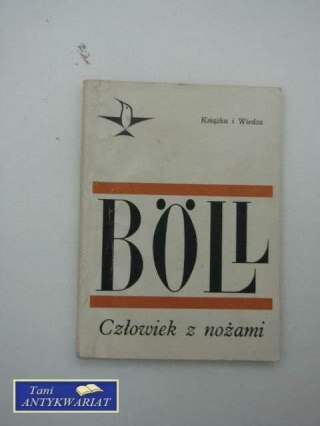 Książka i Wiedza
BÖLL
Człowiek z nożami
Tani
ANTYKWARIAT